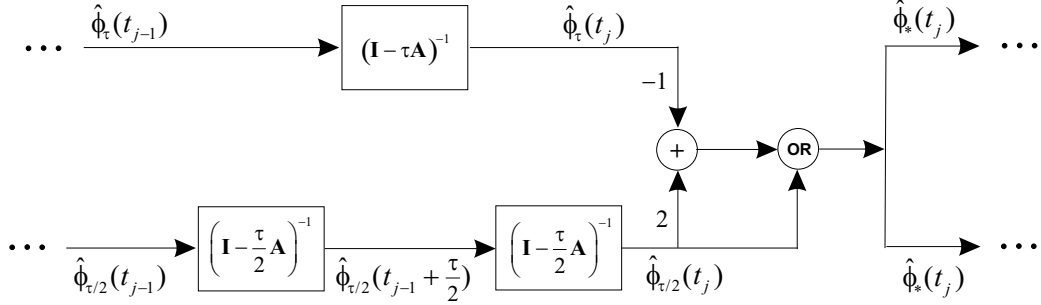 ϕ̂_τ(t_{j−1})
ϕ̂_τ(t_j)
ϕ̂_*(t_j)
⋯
(I − τA)^{−1}
⋯
−1
+
OR
2
⋯
(I − τ/2 A)^{−1}
(I − τ/2 A)^{−1}
⋯
ϕ̂_{τ/2}(t_{j−1})
ϕ̂_{τ/2}(t_{j−1} + τ/2)
ϕ̂_{τ/2}(t_j)
ϕ̂_*(t_j)